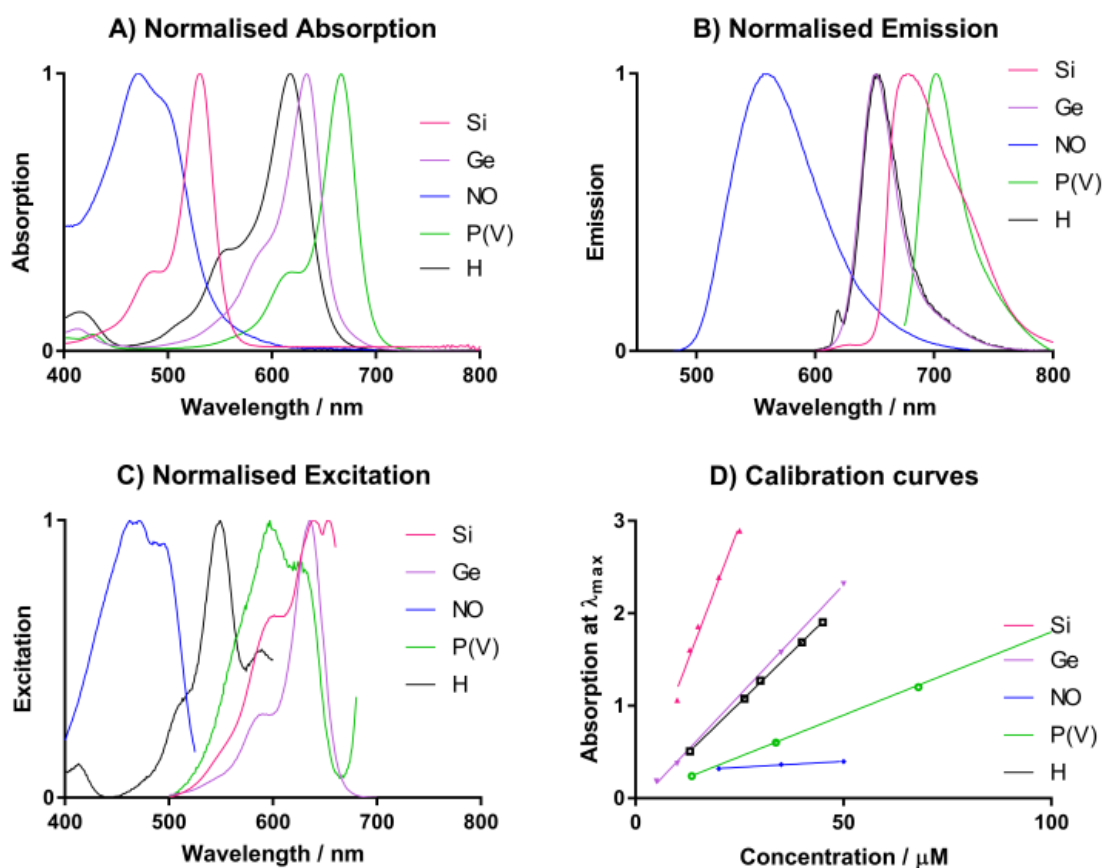 A) Normalised Absorption
1
Absorption
1
400 500 600 700 800
Wavelength / nm
Si
Ge
NO
P(V)
H
B) Normalised Emission
1
Emission
1
500 600 700 800
Wavelength / nm
Si
Ge
NO
P(V)
H
C) Normalised Excitation
1
Excitation
0
400 500 600 700 800
Wavelength / nm
Si
Ge
NO
P(V)
H
D) Calibration curves
3
2
1
0
Absorption at λmax
0 50 100
Concentration / μM
Si
Ge
NO
P(V)
H